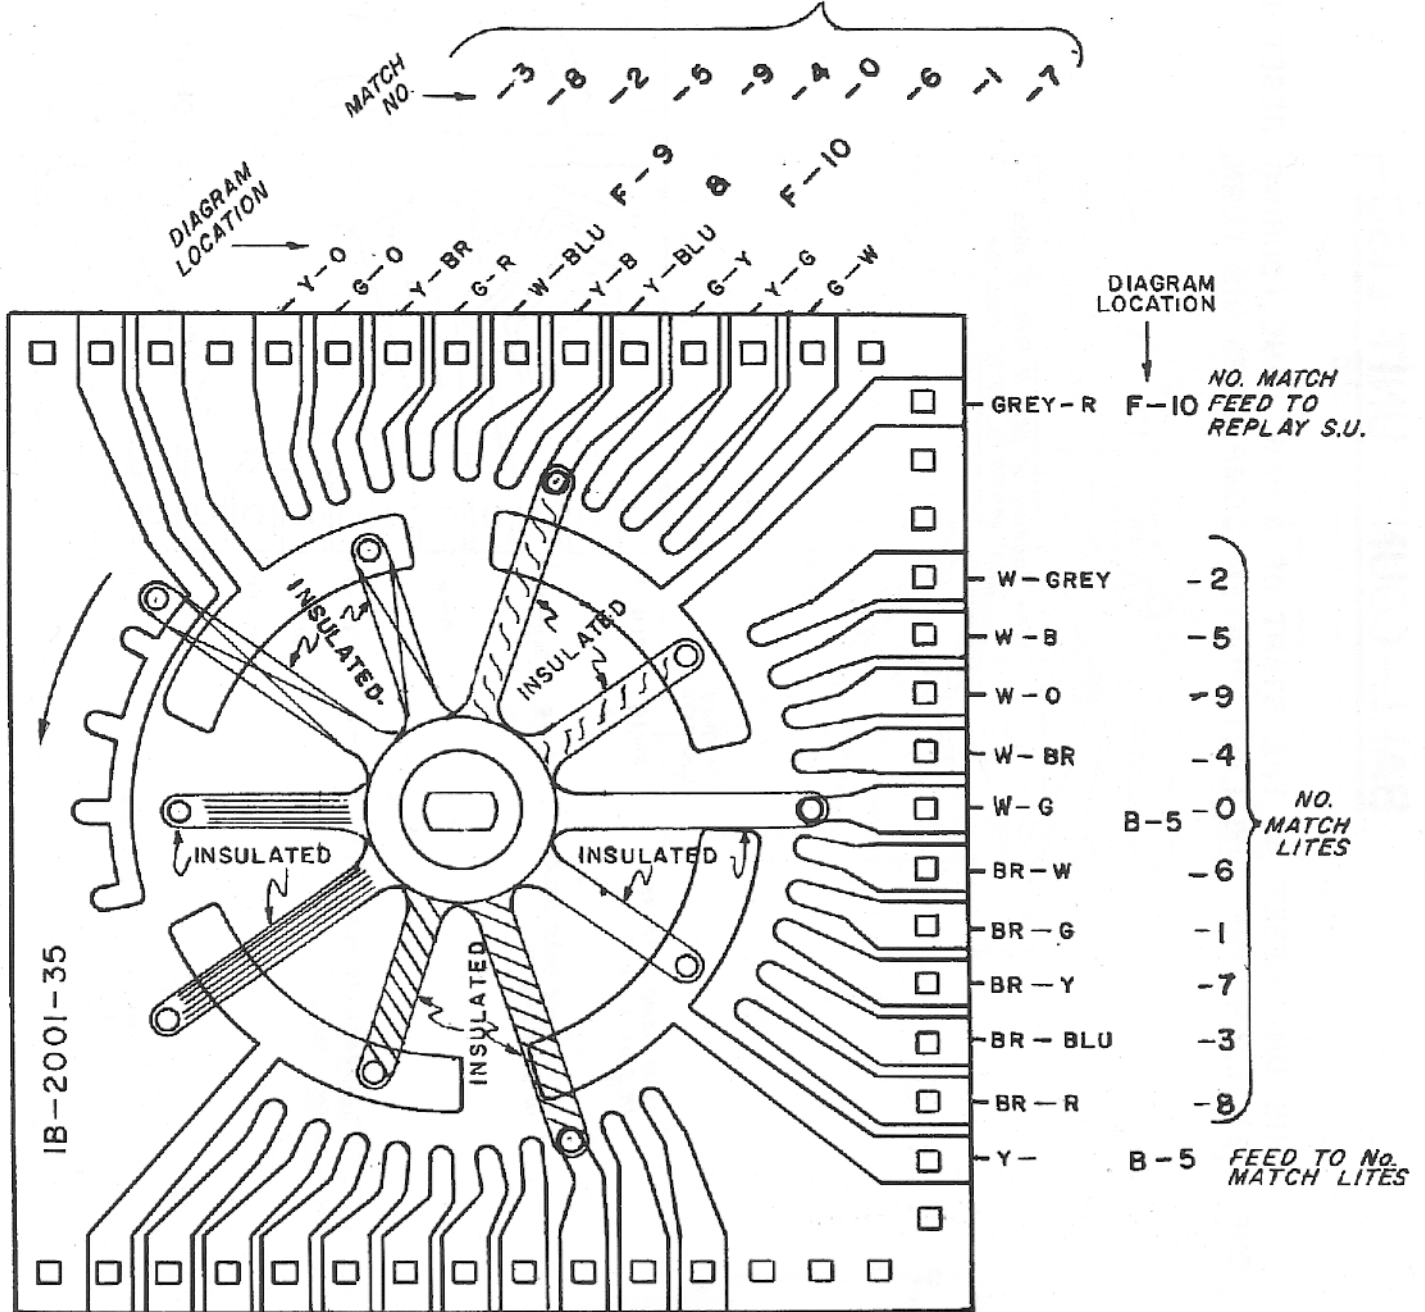 MATCH
NO.
-3 -8 -2 -5 -9 -4 -0 -6 -1 -7
F-9 & F-10
DIAGRAM
LOCATION
Y-O
G-O
Y-BR
G-R
W-BLU
Y-B
Y-BLU
G-Y
Y-G
G-W
DIAGRAM
LOCATION
GREY-R F-10 NO. MATCH
FEED TO
REPLAY S.U.
W-GREY -2
W-B -5
W-O -9
W-BR -4
W-G B-5 -0
BR-W -6
BR-G -1
BR-Y -7
BR-BLU -3
BR-R -8
NO.
MATCH
LITES
Y- B-5 FEED TO No.
MATCH LITES
INSULATED.
INSULATED
INSULATED
INSULATED
INSULATED
1B-2001-35